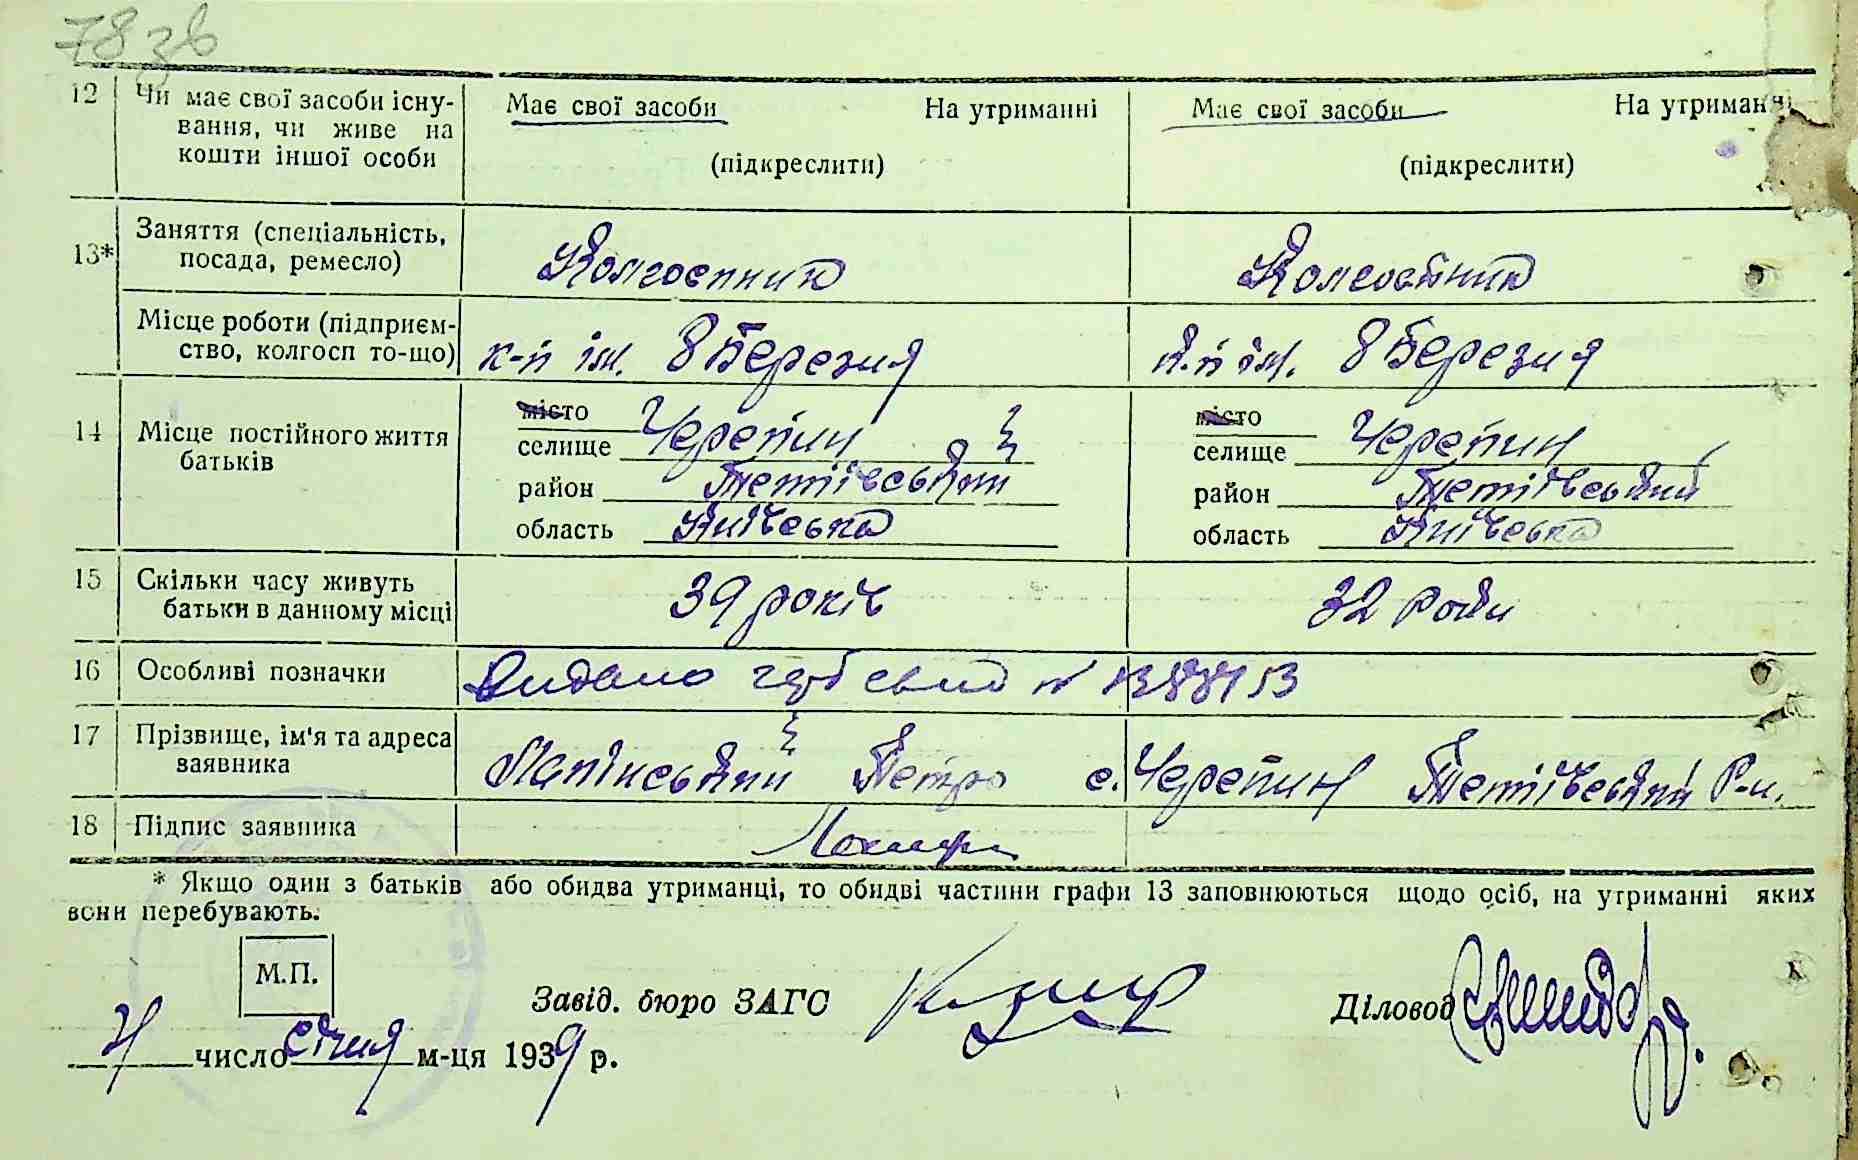 78 зв
12 Чи має свої засоби існу- Має свої засоби На утриманні Має свої засоби На утриманні
вання, чи живе на
кошти іншої особи (підкреслити) (підкреслити)
13* Заняття (спеціальність,
посада, ремесло) Колгоспник Колгоспник
Місце роботи (підприєм-
ство, колгосп то-що) к-п ім. 8 Березня к-п ім. 8 Березня
14 Місце постійного життя
батьків
місто місто
селище Черепин селище Черепин
район Тетіївський район Тетіївський
область Київська область Київська
15 Скільки часу живуть
батьки в данному місці 39 років 32 роки
16 Особливі позначки Видано
17 Прізвище, ім'я та адреса
заявника Петро с. Черепин Тетіївський Р-н.
18 Підпис заявника
* Якщо один з батьків або обидва утриманці, то обидві частини графи 13 заповнюються щодо осіб, на утриманні яких
вони перебувають.
М.П.
Завід. бюро ЗАГС Діловод
число січня м-ця 1939 р.